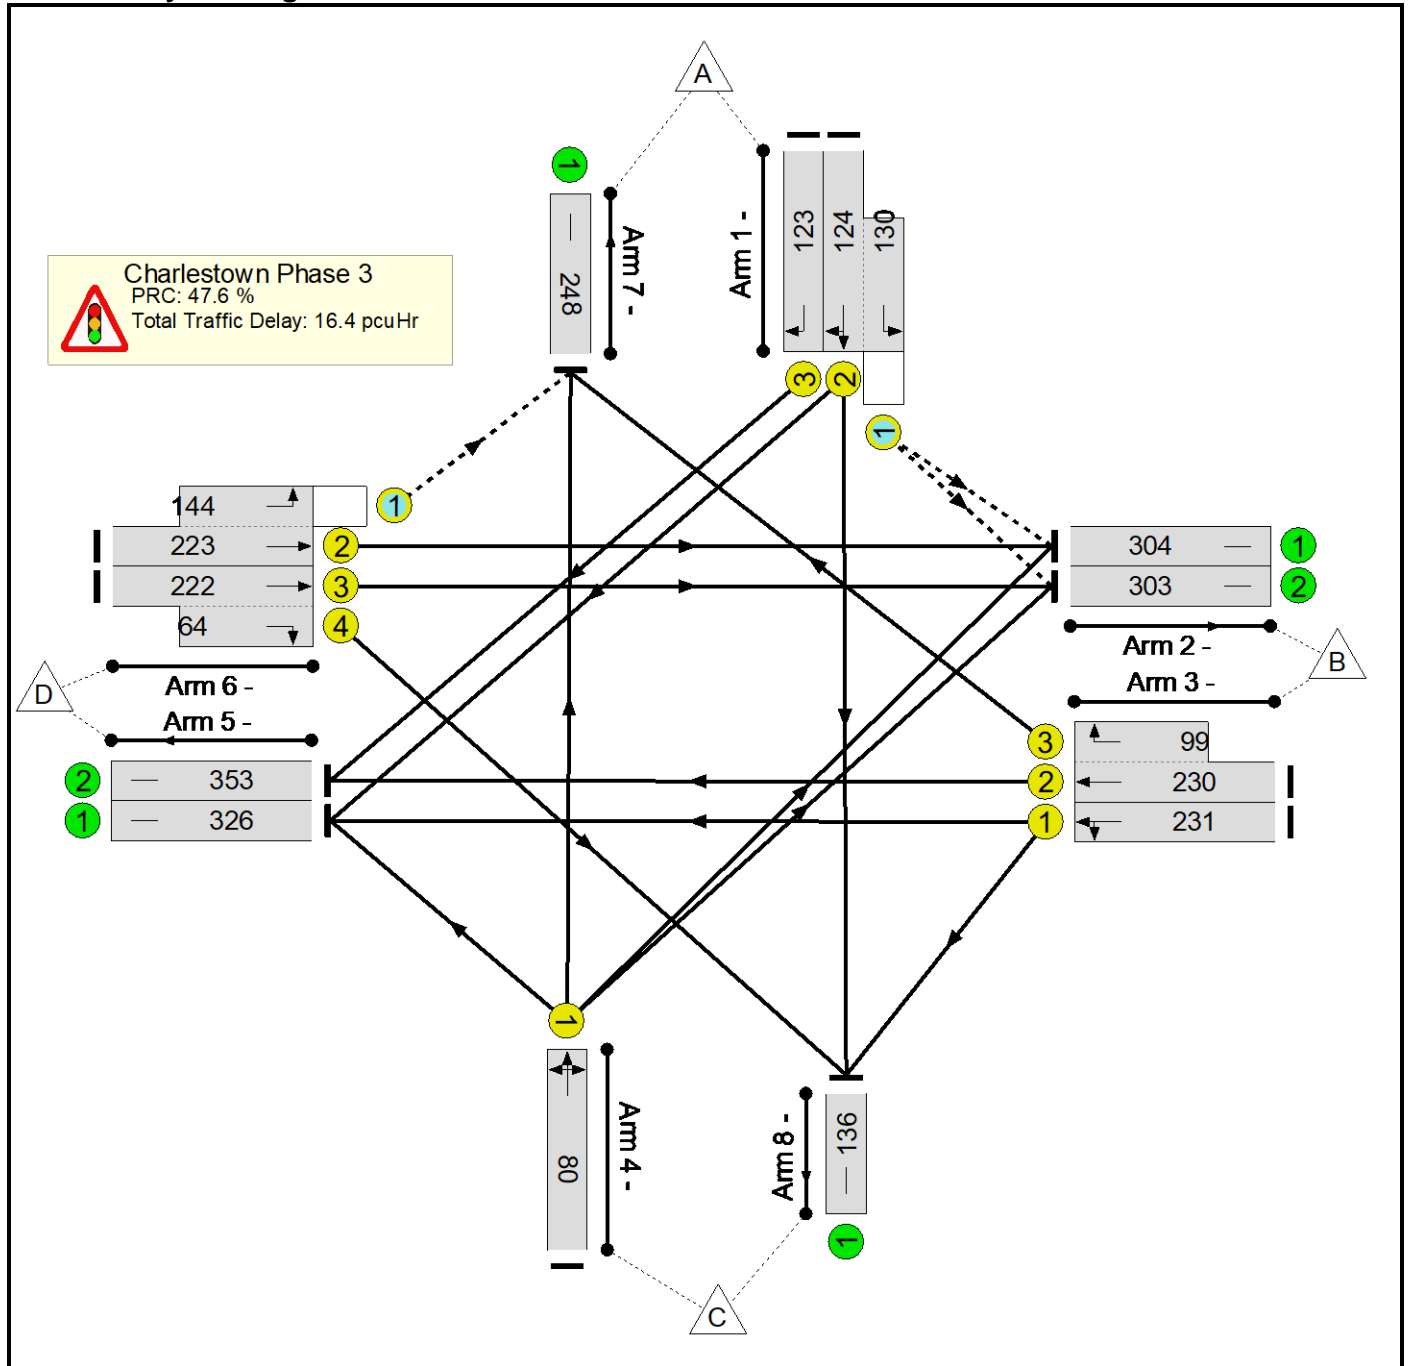 A
1
Arm 7 -
248
Arm 1 -
123
124
130
3
2
1
Charlestown Phase 3
PRC: 47.6 %
Total Traffic Delay: 16.4 pcuHr
144
1
223
2
222
3
64
4
D
Arm 6 -
Arm 5 -
2
353
1
326
304
1
303
2
Arm 2 -
B
Arm 3 -
3
99
2
230
1
231
1
Arm 4 -
80
Arm 8 -
136
1
C